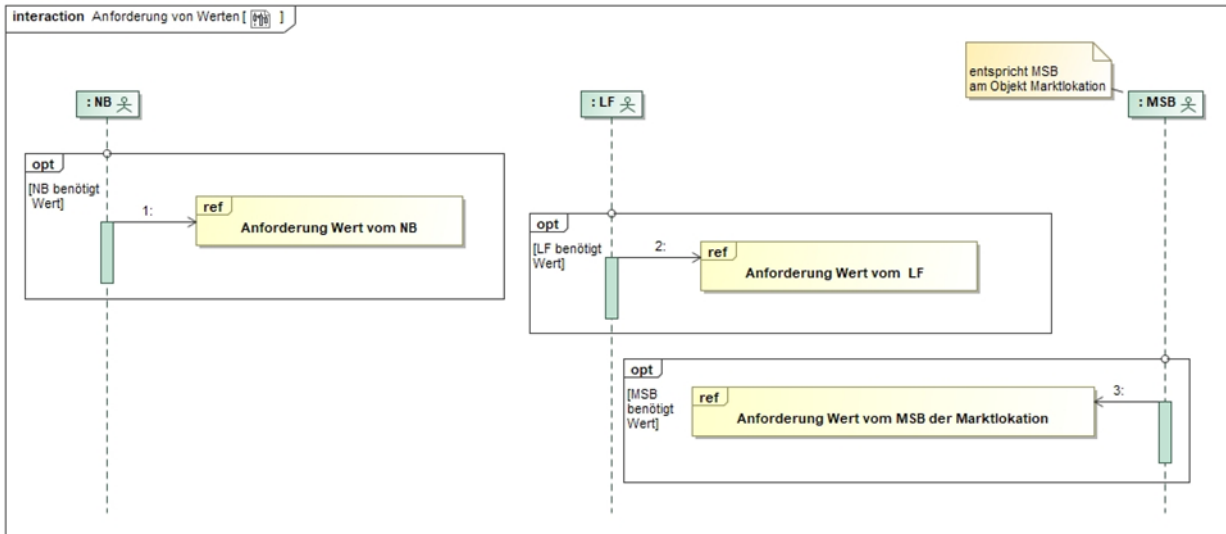 interaction Anforderung von Werten [ ]
entspricht MSB
am Objekt Marktlokation
: NB
: LF
: MSB
opt
[NB benötigt
Wert]
1:
ref
Anforderung Wert vom NB
opt
[LF benötigt
Wert]
2:
ref
Anforderung Wert vom LF
opt
[MSB
benötigt
Wert]
3:
ref
Anforderung Wert vom MSB der Marktlokation